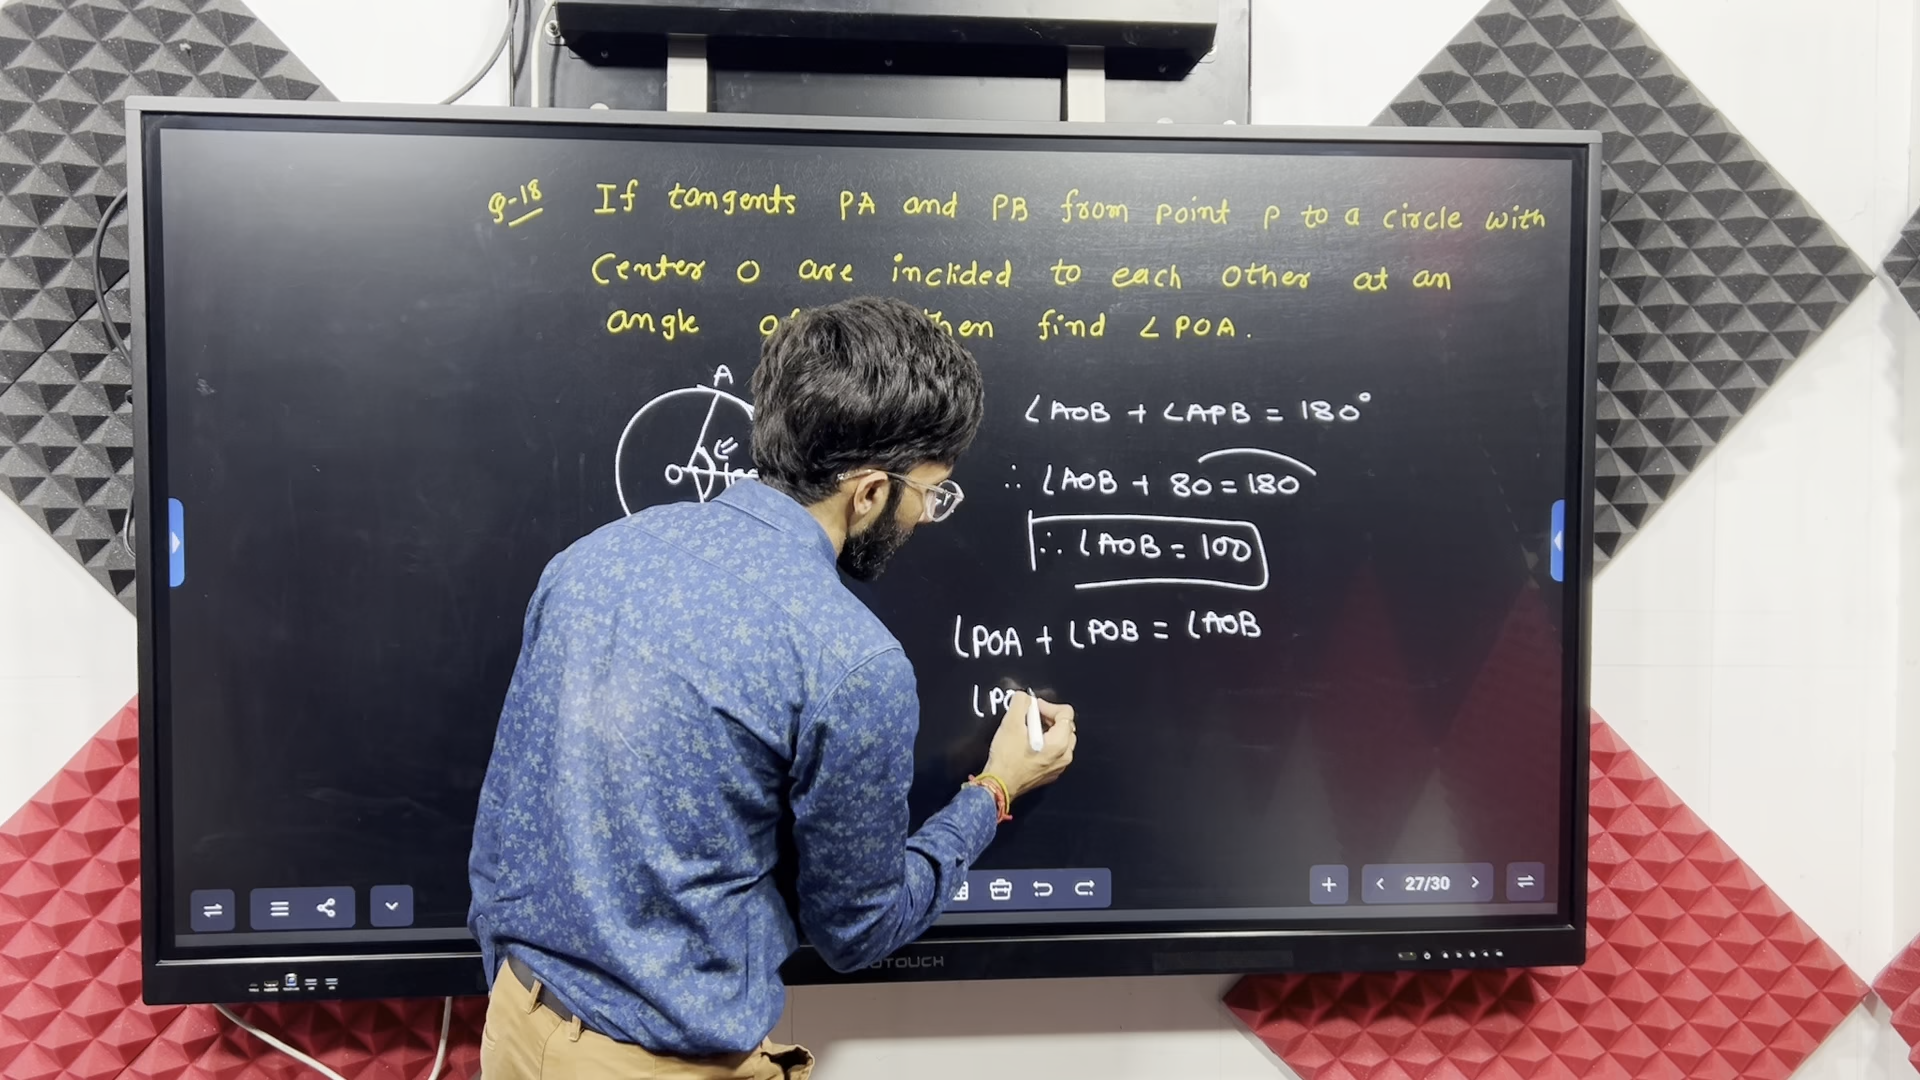 Q-18 If tangents PA and PB from point P to a circle with
Center O are inclided to each other at an
angle then find ∠POA.
A
O
∠AOB + ∠APB = 180°
∴ ∠AOB + 80 = 180
∴ ∠AOB = 100
∠POA + ∠POB = ∠AOB
27/30